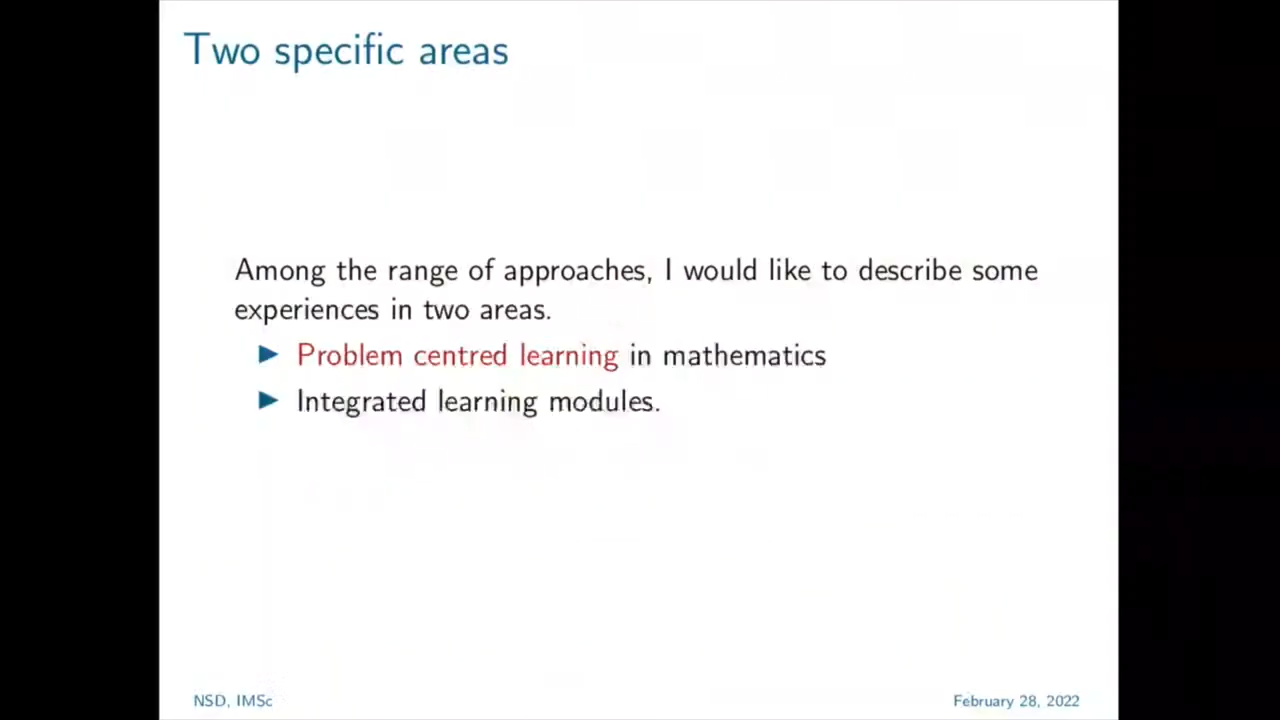 Two specific areas
Among the range of approaches, I would like to describe some
experiences in two areas.
▶ Problem centred learning in mathematics
▶ Integrated learning modules.
NSD, IMSc
February 28, 2022